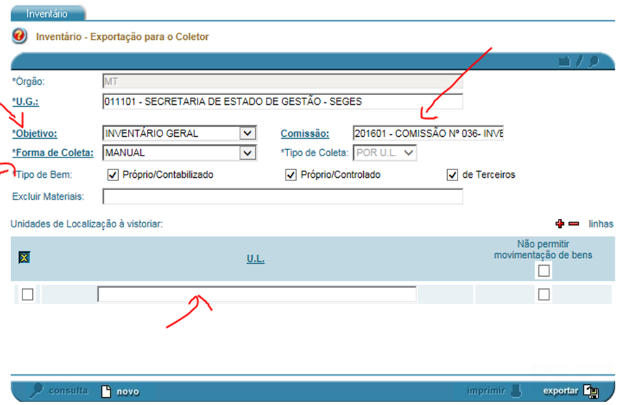 Inventário
Inventário - Exportação para o Coletor
*Orgão: MT
*U.G.: 011101 - SECRETARIA DE ESTADO DE GESTÃO - SEGES
*Objetivo: INVENTÁRIO GERAL Comissão: 201601 - COMISSÃO Nº 036- INVE
*Forma de Coleta: MANUAL *Tipo de Coleta: POR U.L.
*Tipo de Bem: Próprio/Contabilizado Próprio/Controlado de Terceiros
Excluir Materiais:
Unidades de Localização à vistoriar: linhas
U.L. Não permitir
movimentação de bens
consulta novo imprimir exportar